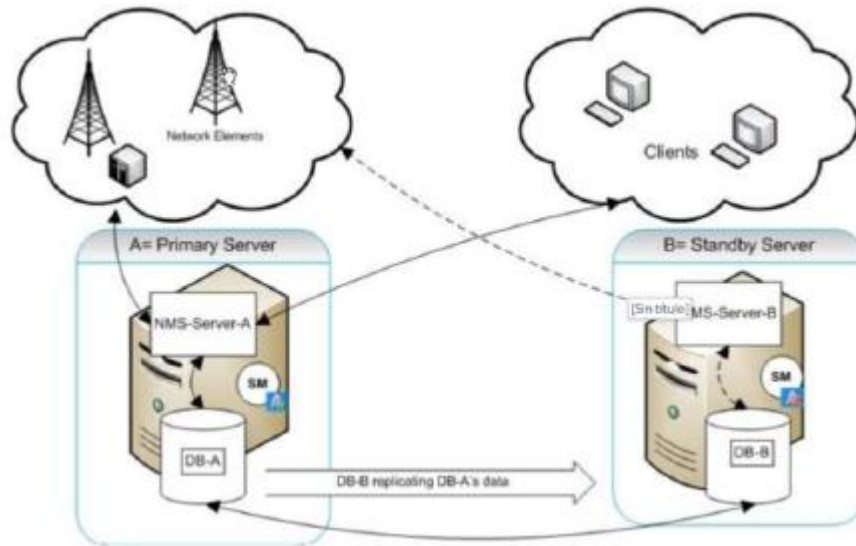 Network Elements
Clients
A= Primary Server
B= Standby Server
NMS-Server-A
[Sin título]
MS-Server-B
SM
SM
DB-A
DB-B
DB-B replicating DB-A's data